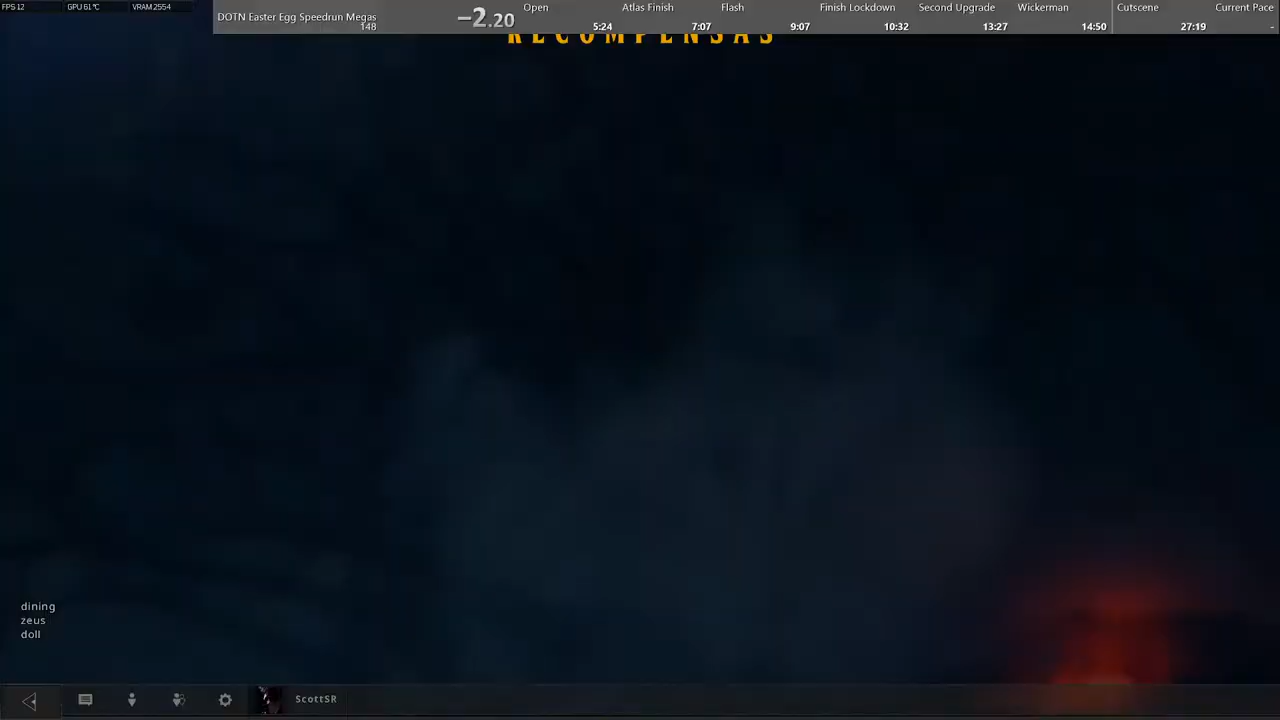 FPS 12 GPU 61 °C VRAM 2554
DOTN Easter Egg Speedrun Megas
148
−2.20
Open Atlas Finish Flash Finish Lockdown Second Upgrade Wickerman Cutscene Current Pace
5:24 7:07 9:07 10:32 13:27 14:50 27:19 -
RECOMPENSAS
dining
zeus
doll
ScottSR